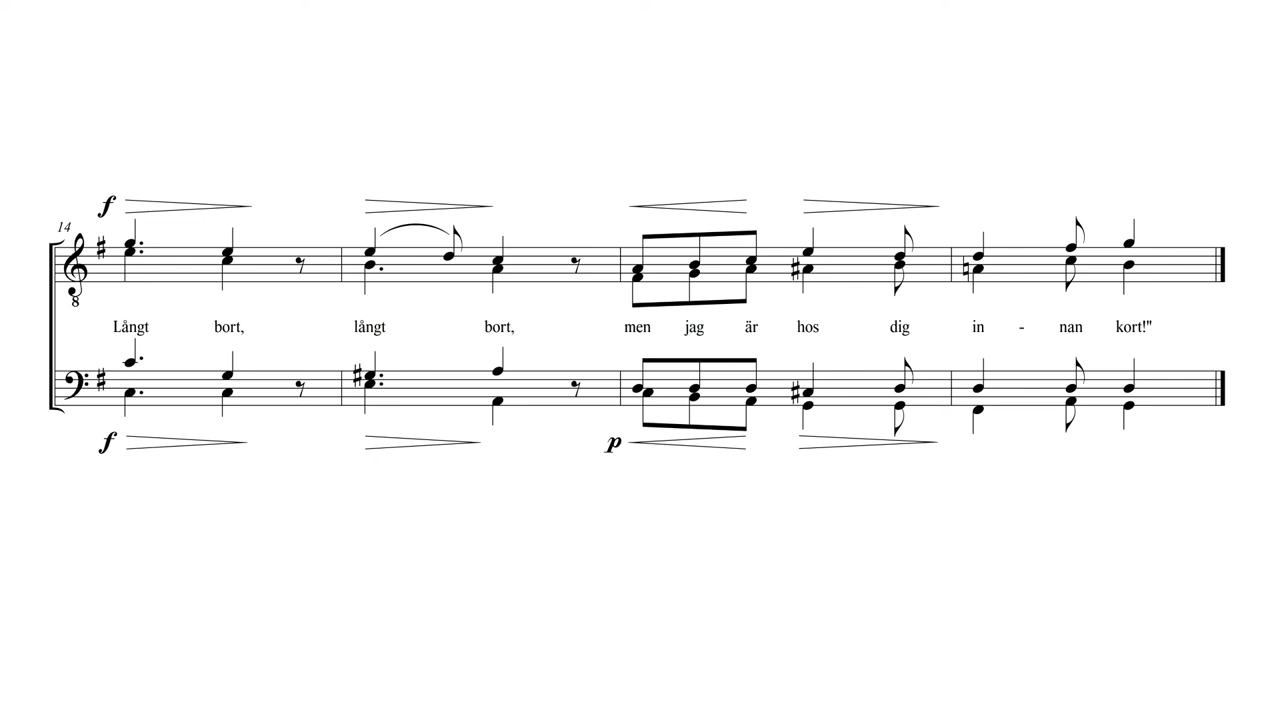 f
14
8
Långt bort, långt bort, men jag är hos dig in - nan kort!"
f p